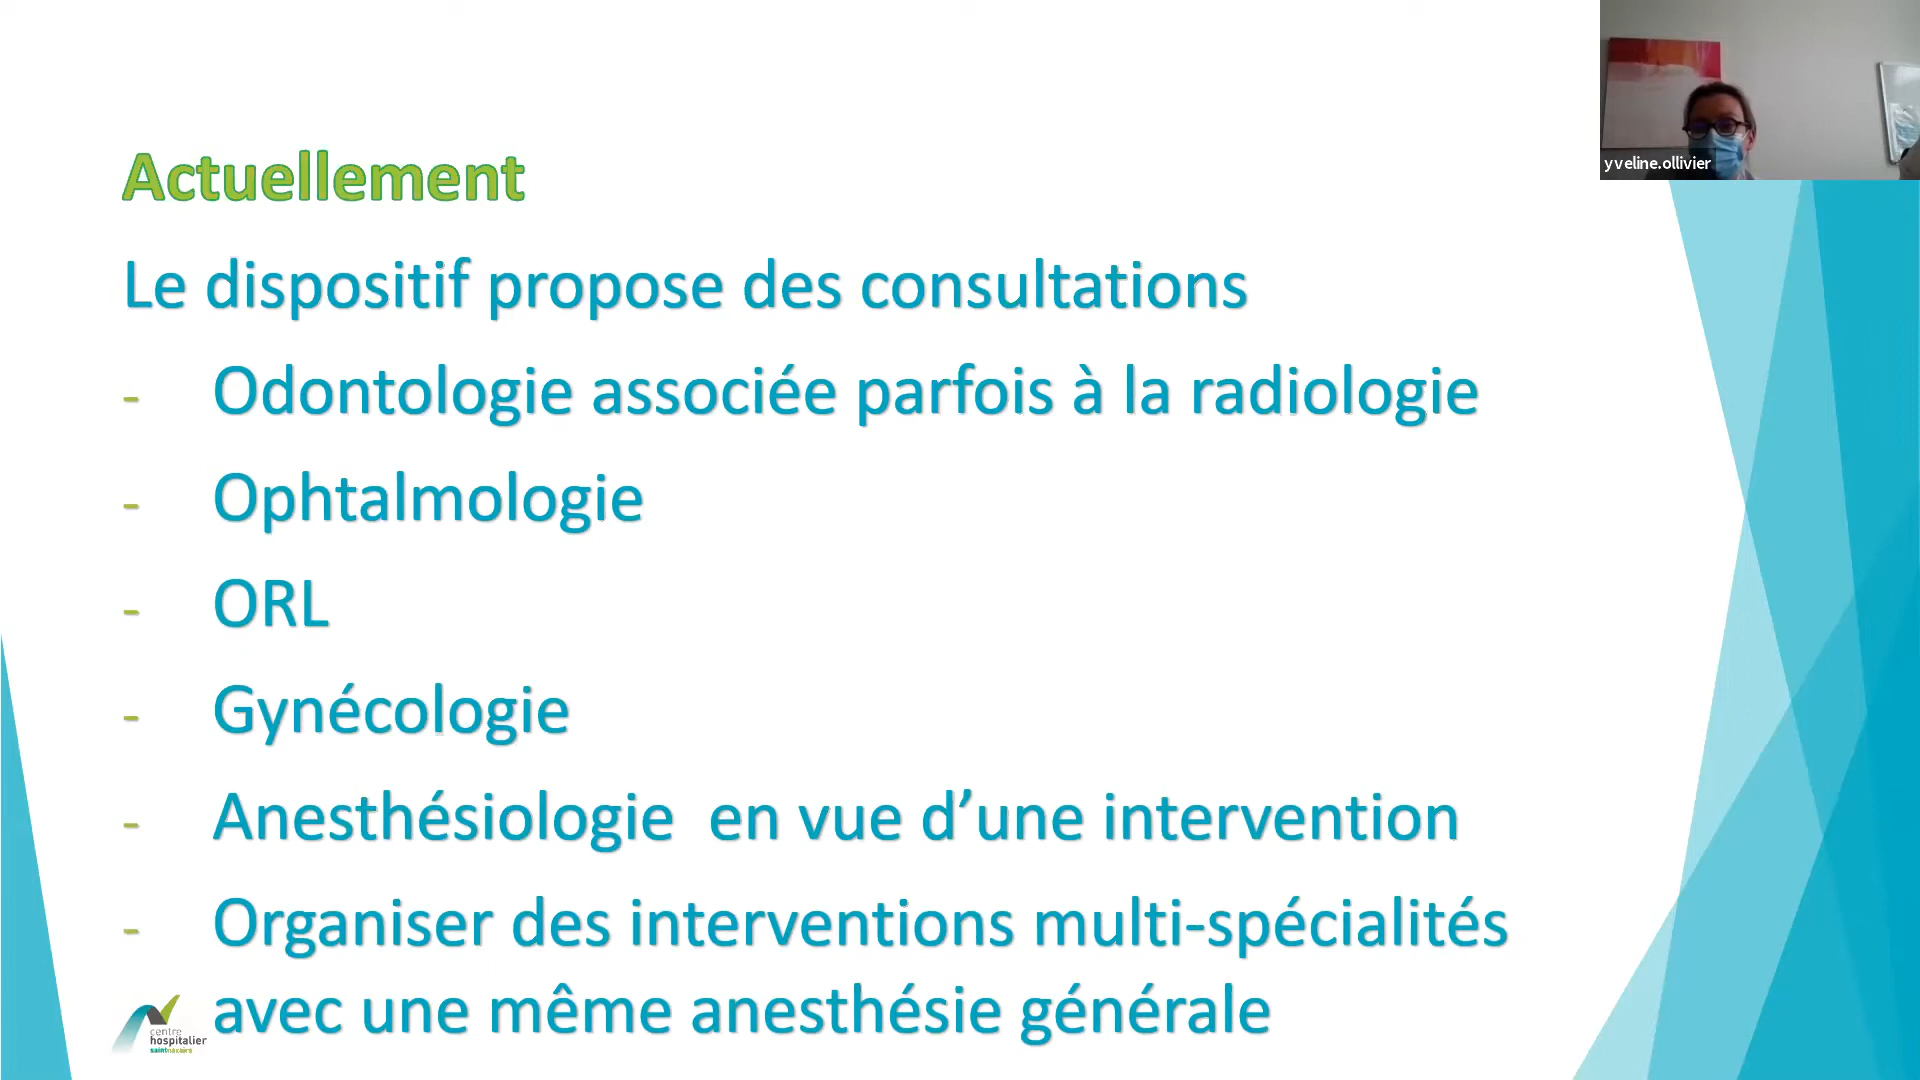 yveline.ollivier
Actuellement
Le dispositif propose des consultations
- Odontologie associée parfois à la radiologie
- Ophtalmologie
- ORL
- Gynécologie
- Anesthésiologie en vue d’une intervention
- Organiser des interventions multi-spécialités
avec une même anesthésie générale
centre
hospitalier
saintnazaire